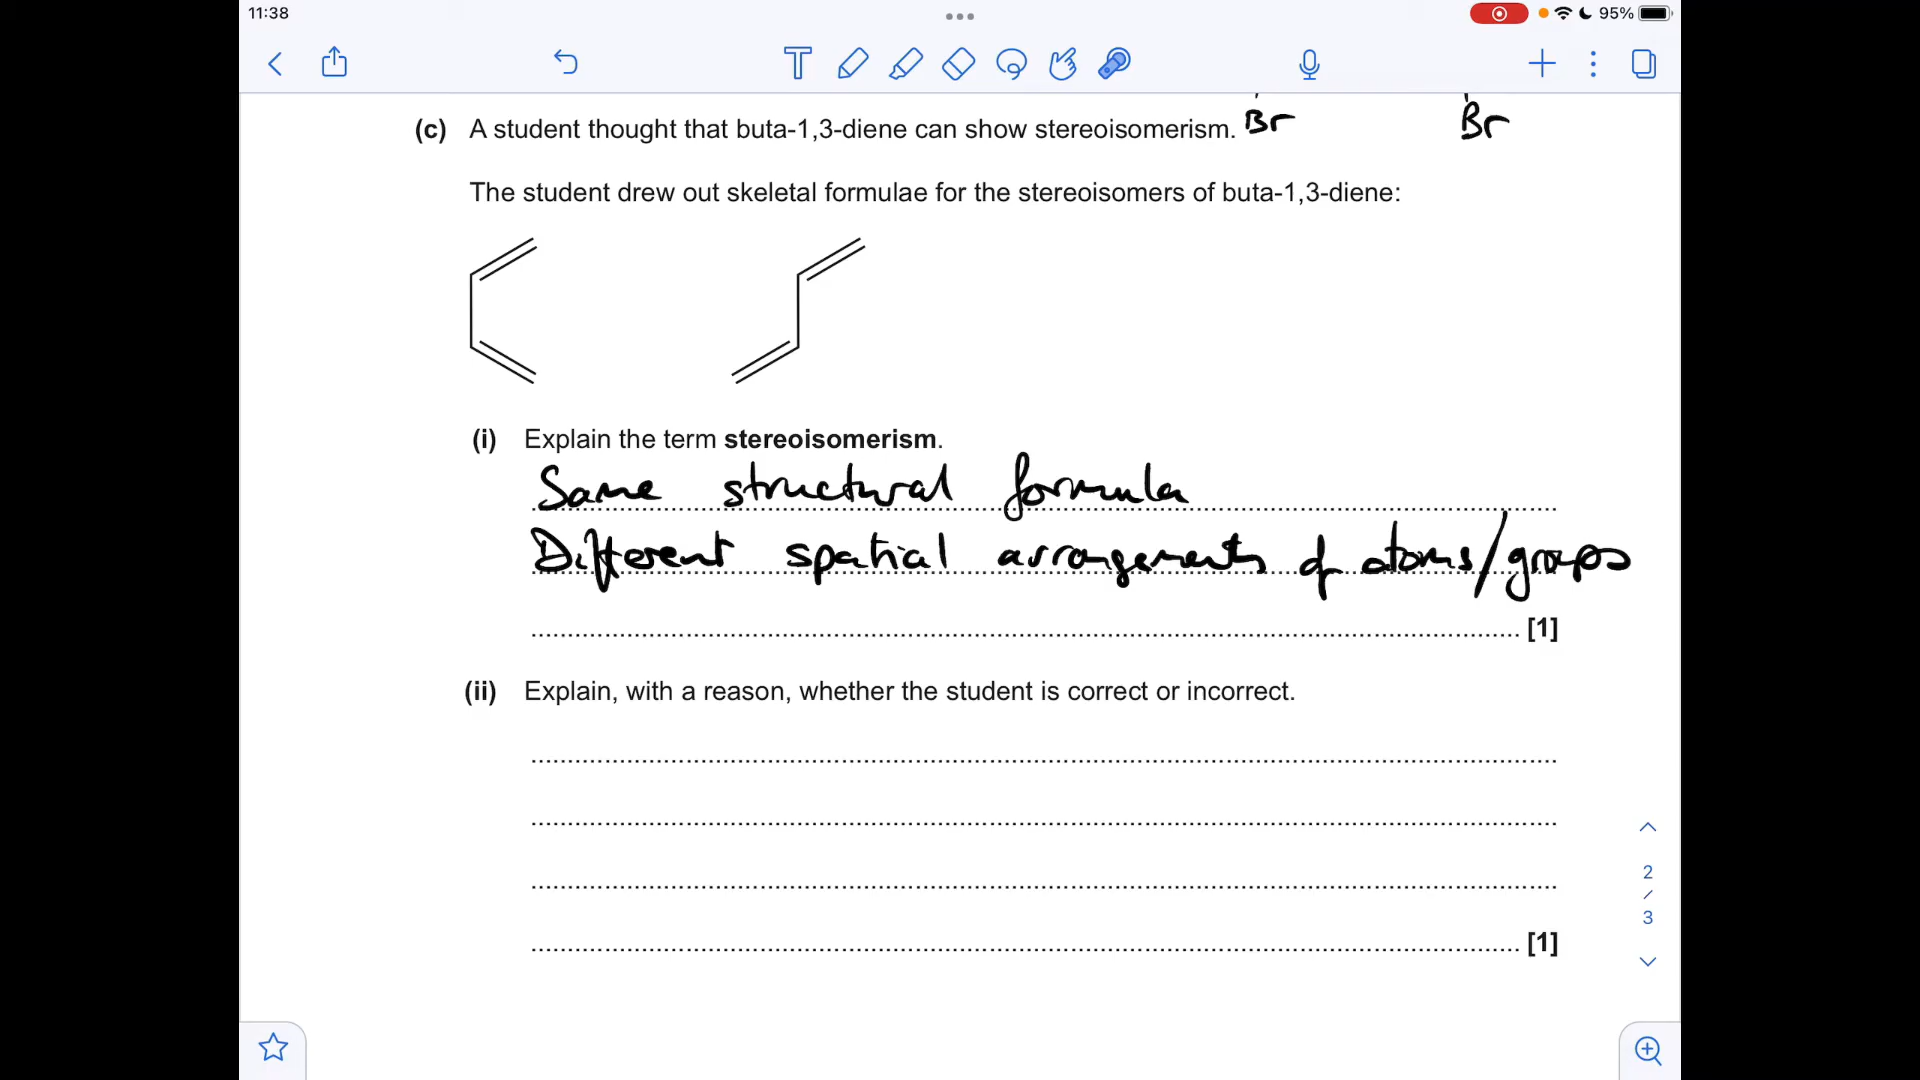 11:38
95%
(c) A student thought that buta-1,3-diene can show stereoisomerism. Br Br
The student drew out skeletal formulae for the stereoisomers of buta-1,3-diene:
(i) Explain the term stereoisomerism.
Same structural formula
Different spatial arrangements of atoms/groups
[1]
(ii) Explain, with a reason, whether the student is correct or incorrect.
2
/
3
[1]